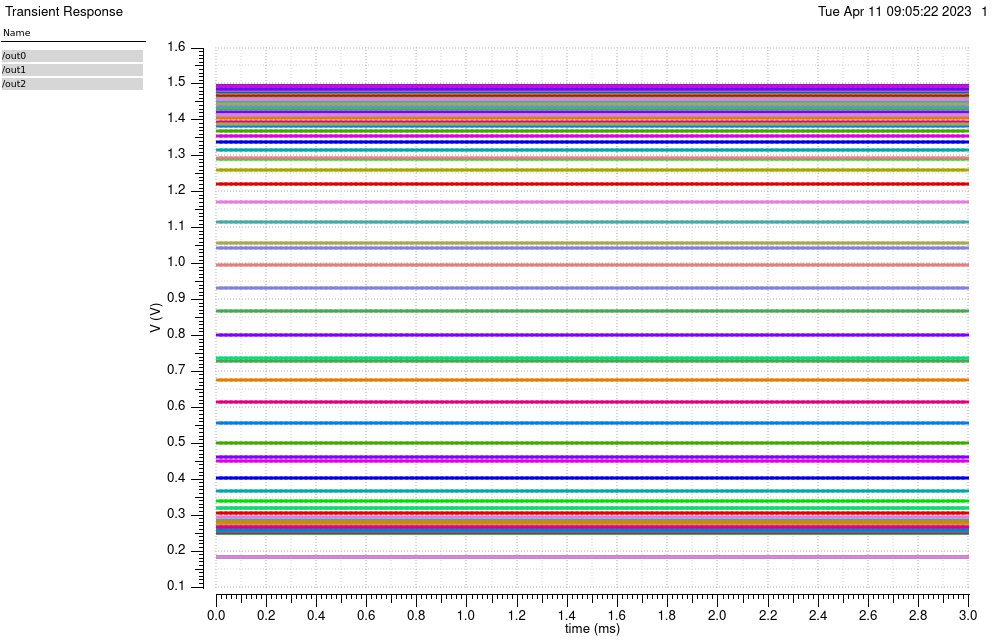 Transient Response
Tue Apr 11 09:05:22 2023 1
Name
/out0
/out1
/out2
1.6
1.5
1.4
1.3
1.2
1.1
1.0
0.9
0.8
0.7
0.6
0.5
0.4
0.3
0.2
0.1
V (V)
0.0 0.2 0.4 0.6 0.8 1.0 1.2 1.4 1.6 1.8 2.0 2.2 2.4 2.6 2.8 3.0
time (ms)